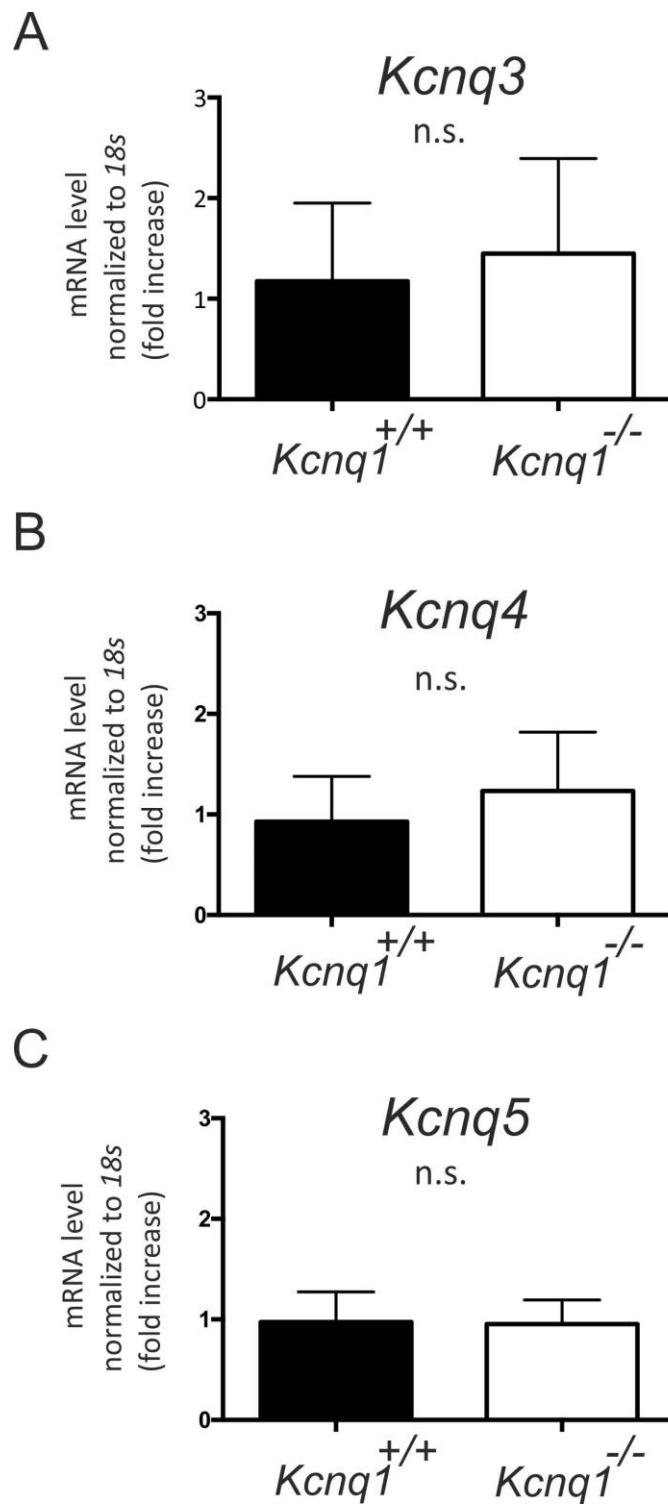 A
Kcnq3
n.s.
mRNA level
normalized to 18s
(fold increase)
3
2
1
0
Kcnq1+/+ Kcnq1-/-
B
Kcnq4
n.s.
mRNA level
normalized to 18s
(fold increase)
3
2
1
0
Kcnq1+/+ Kcnq1-/-
C
Kcnq5
n.s.
mRNA level
normalized to 18s
(fold increase)
3
2
1
0
Kcnq1+/+ Kcnq1-/-